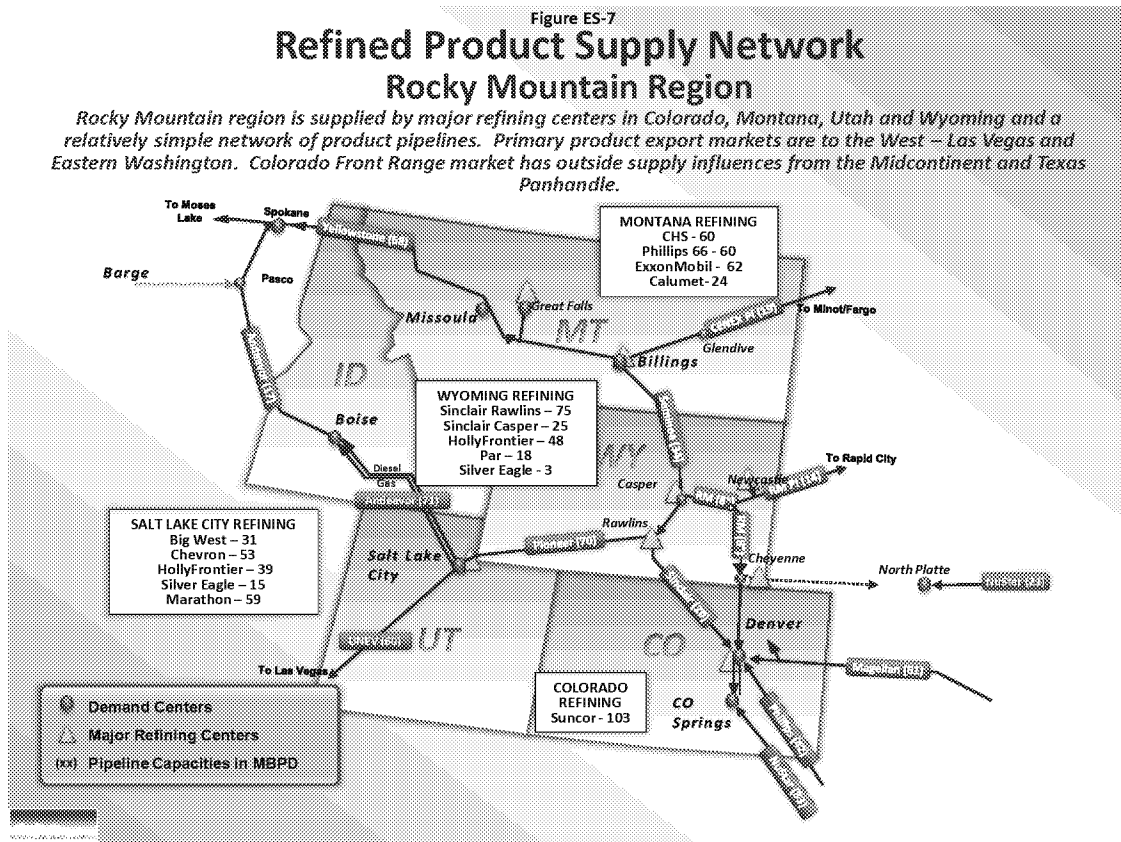 Figure ES-7
Refined Product Supply Network
Rocky Mountain Region
Rocky Mountain region is supplied by major refining centers in Colorado, Montana, Utah and Wyoming and a
relatively simple network of product pipelines.  Primary product export markets are to the West – Las Vegas and
Eastern Washington.  Colorado Front Range market has outside supply influences from the Midcontinent and Texas
Panhandle.
To Moses
Lake
Spokane
Barge
Pasco
MONTANA REFINING
CHS - 60
Phillips 66 - 60
ExxonMobil - 62
Calumet- 24
Missoula
Great Falls
MT
To Minot/Fargo
Glendive
Billings
ID
Boise
WYOMING REFINING
Sinclair Rawlins – 75
Sinclair Casper – 25
HollyFrontier – 48
Par – 18
Silver Eagle - 3
WY
To Rapid City
Newcastle
Casper
Diesel
Gas
SALT LAKE CITY REFINING
Big West – 31
Chevron – 53
HollyFrontier – 39
Silver Eagle – 15
Marathon – 59
Rawlins
Pioneer (70)
Salt Lake
City
Cheyenne
North Platte
Denver
UNEV (60)
UT
CO
Magellan
To Las Vegas
COLORADO
REFINING
Suncor - 103
CO
Springs
Demand Centers
Major Refining Centers
(xx) Pipeline Capacities in MBPD